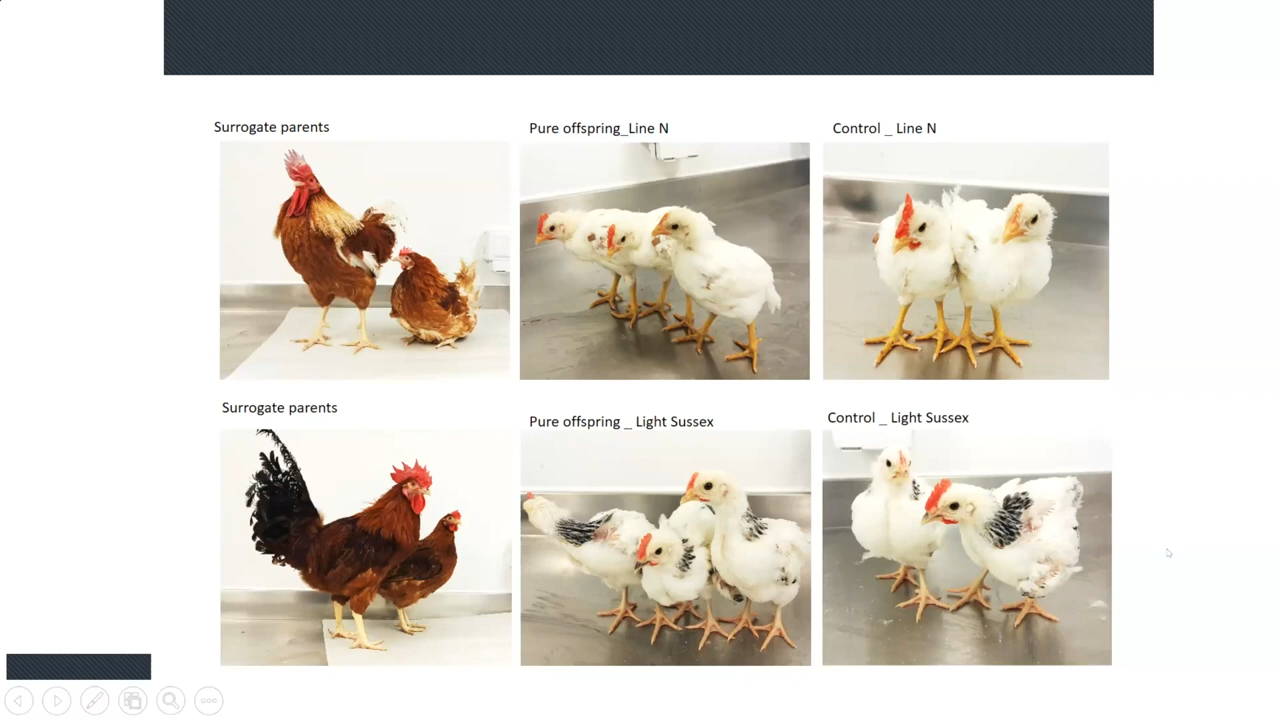 Surrogate parents
Pure offspring_Line N
Control _ Line N
Surrogate parents
Pure offspring _ Light Sussex
Control _ Light Sussex